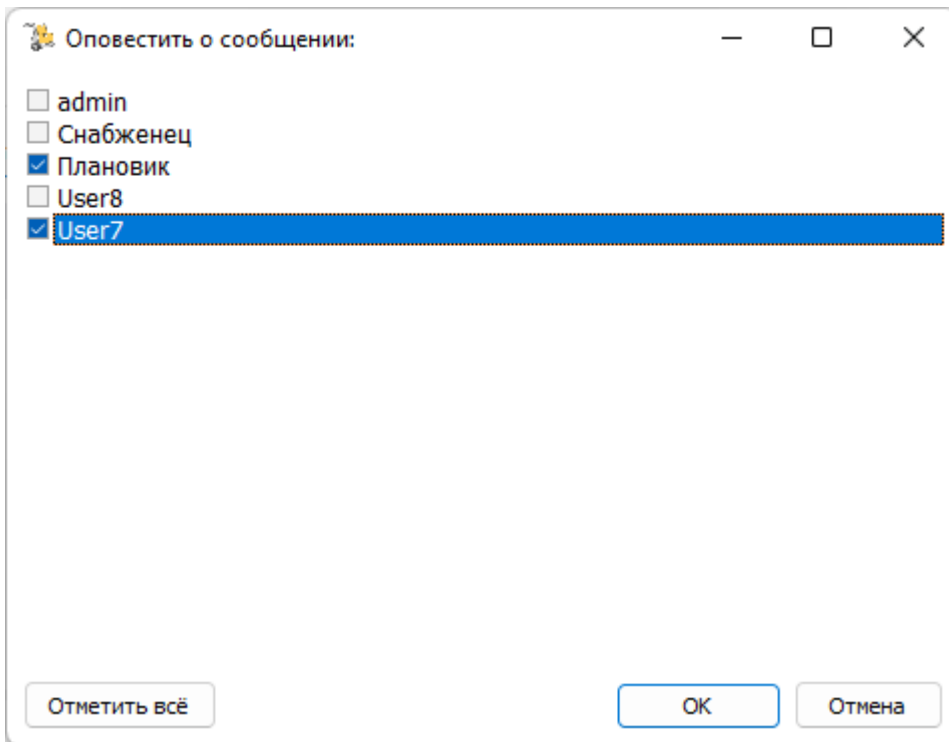 Оповестить о сообщении:
admin
Снабженец
Плановик
User8
User7
Отметить всё
OK
Отмена